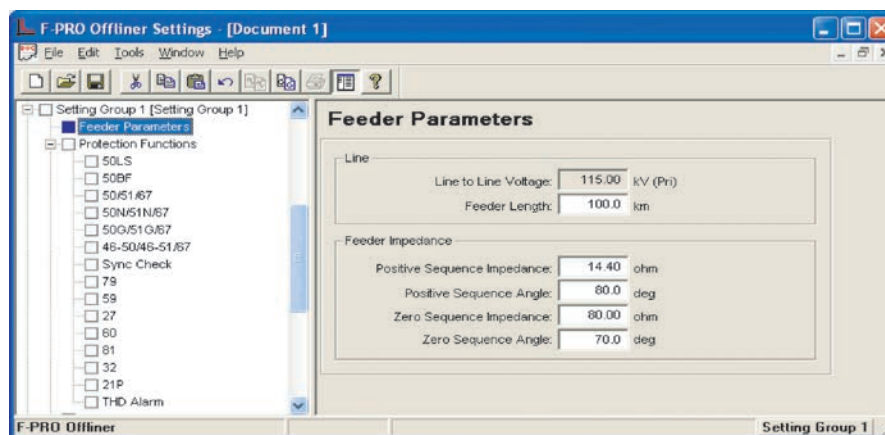 F-PRO Offliner Settings - [Document 1]
File Edit Tools Window Help
Setting Group 1 [Setting Group 1]
Feeder Parameters
Protection Functions
50LS
50BF
50/51/67
50N/51N/67
50G/51G/67
46-50/46-51/67
Sync Check
79
59
27
60
81
32
21P
THD Alarm
Feeder Parameters
Line
Line to Line Voltage: 115.00 kV (Pri)
Feeder Length: 100.0 km
Feeder Impedance
Positive Sequence Impedance: 14.40 ohm
Positive Sequence Angle: 80.0 deg
Zero Sequence Impedance: 80.00 ohm
Zero Sequence Angle: 70.0 deg
F-PRO Offliner
Setting Group 1